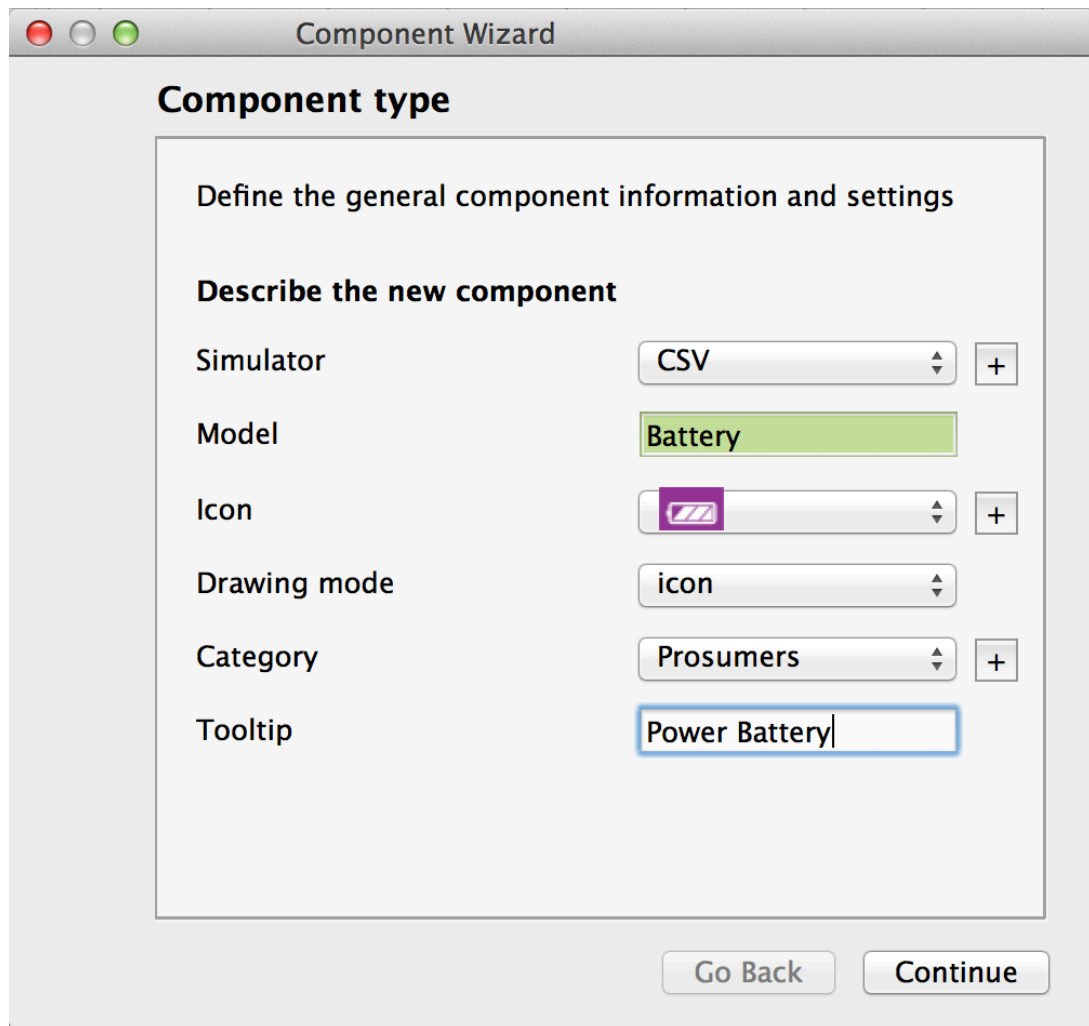 Component Wizard
Component type
Define the general component information and settings
Describe the new component
Simulator CSV +
Model Battery
Icon +
Drawing mode icon
Category Prosumers +
Tooltip Power Battery
Go Back Continue